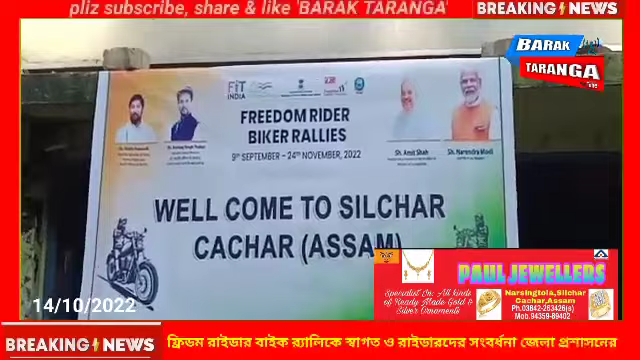 pliz subscribe, share & like 'BARAK TARANGA'
BREAKING NEWS
BARAK
TARANGA
FIT
INDIA
FREEDOM RIDER
BIKER RALLIES
9th SEPTEMBER - 24th NOVEMBER, 2022
Sh. Amit Shah
Sh. Narendra Modi
WELL COME TO SILCHAR
CACHAR (ASSAM)
14/10/2022
Specialist In: All kinds
of Ready Made Gold &
Silver Ornaments
PAUL JEWELLERS
Narsingtola,Silchar
Cachar,Assam
Ph.03842-263426(s)
Mob.94359-89402
BREAKING NEWS
ফ্রিডম রাইডার বাইক র‍্যালিকে স্বাগত ও রাইডারদের সংবর্ধনা জেলা প্রশাসনের